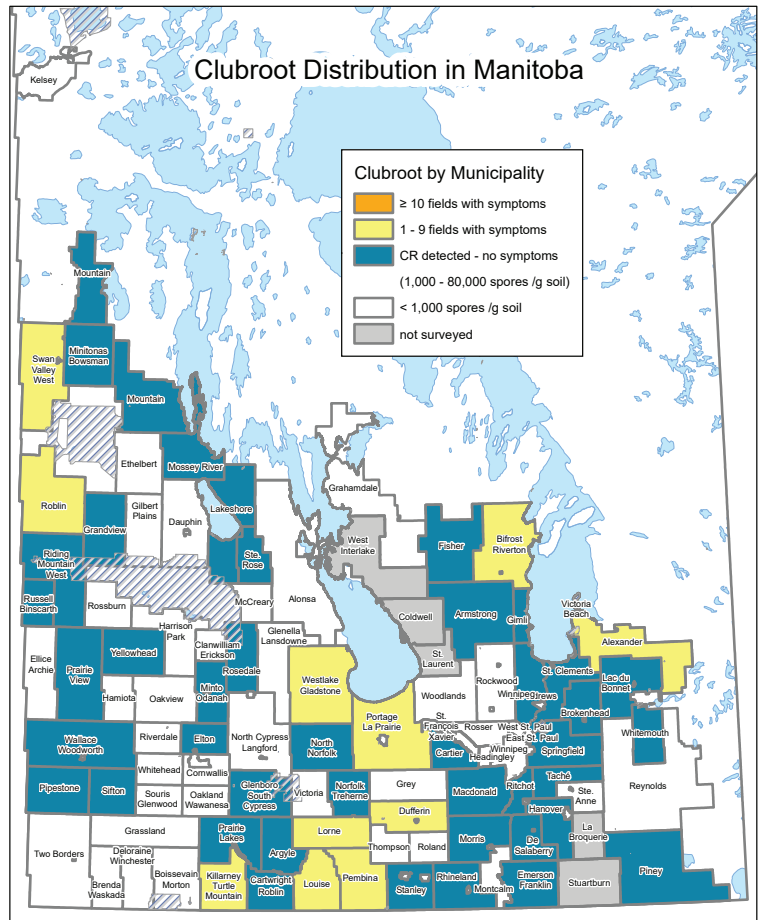 Clubroot Distribution in Manitoba
Kelsey
Clubroot by Municipality
≥ 10 fields with symptoms
1 - 9 fields with symptoms
CR detected - no symptoms
(1,000 - 80,000 spores /g soil)
< 1,000 spores /g soil
not surveyed
Mountain
Swan
Valley
West
Minitonas
Bowsman
Mountain
Ethelbert
Mossey River
Roblin
Grandview
Gilbert
Plains
Dauphin
Lakeshore
Grahamdale
West
Interlake
Fisher
Bifrost
Riverton
Riding
Mountain
West
Ste.
Rose
Russell
Binscarth
Rossburn
McCreary
Alonsa
Coldwell
Armstrong
Gimli
Victoria
Beach
Harrison
Park
Clanwilliam
Erickson
Glenella
Lansdowne
St.
Laurent
Alexander
Ellice
Archie
Prairie
View
Yellowhead
Rosedale
Westlake
Gladstone
Woodlands
Rockwood
Winnipeg
St. Clements
Lac du
Bonnet
Hamiota
Oakview
Minto
Odanah
Portage
La Prairie
St.
François
Xavier
Rosser
West St. Paul
East St. Paul
Brokenhead
Whitemouth
Wallace
Woodworth
Riverdale
Elton
North Cypress
Langford
North
Norfolk
Cartier
Headingley
Winnipeg
Springfield
Pipestone
Sifton
Whitehead
Cornwallis
Souris
Glenwood
Oakland
Wawanesa
Glenboro
South
Cypress
Victoria
Norfolk
Treherne
Grey
Macdonald
Ritchot
Taché
Ste.
Anne
Reynolds
Grassland
Prairie
Lakes
Argyle
Lorne
Dufferin
Thompson
Roland
Morris
Hanover
De
Salaberry
La
Broquerie
Two Borders
Deloraine
Winchester
Brenda
Waskada
Boissevain
Morton
Killarney
Turtle
Mountain
Cartwright
Roblin
Louise
Pembina
Stanley
Rhineland
Montcalm
Emerson
Franklin
Stuartburn
Piney